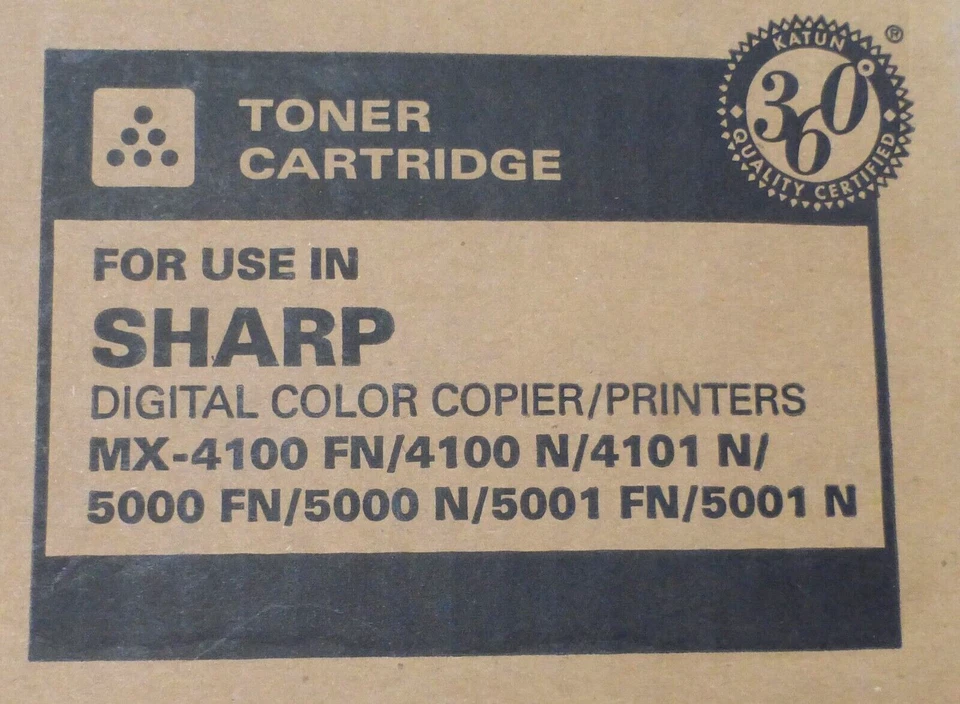 KATUN ®
360°
QUALITY CERTIFIED
TONER
CARTRIDGE
FOR USE IN
SHARP
DIGITAL COLOR COPIER/PRINTERS
MX-4100 FN/4100 N/4101 N/
5000 FN/5000 N/5001 FN/5001 N